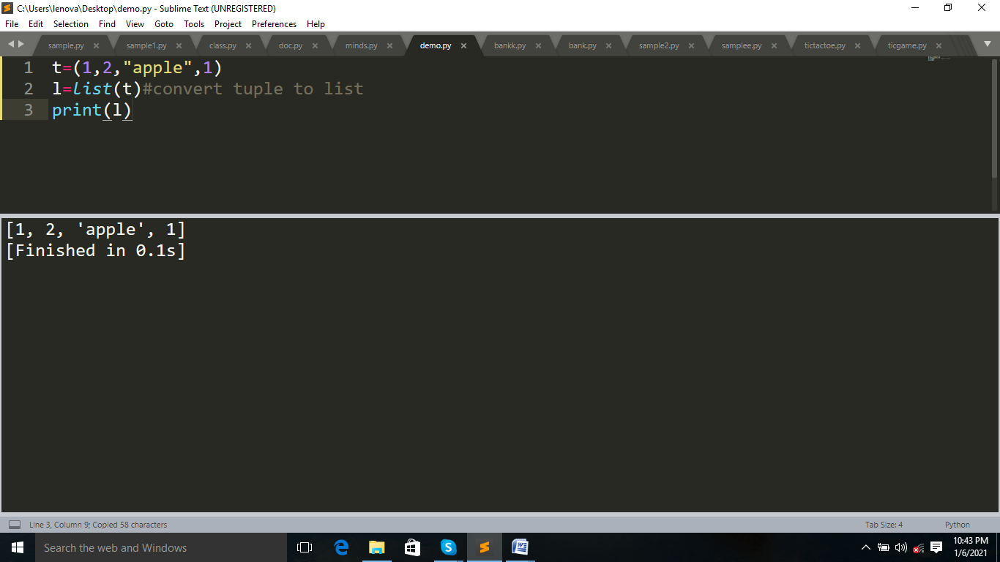 C:\Users\lenova\Desktop\demo.py - Sublime Text (UNREGISTERED)
File Edit Selection Find View Goto Tools Project Preferences Help
sample.py sample1.py class.py doc.py minds.py demo.py bankk.py bank.py sample2.py samplee.py tictactoe.py ticgame.py
1 t=(1,2,"apple",1)
2 l=list(t)#convert tuple to list
3 print(l)
[1, 2, 'apple', 1]
[Finished in 0.1s]
Line 3, Column 9; Copied 58 characters Tab Size: 4 Python
Search the web and Windows
10:43 PM
1/6/2021